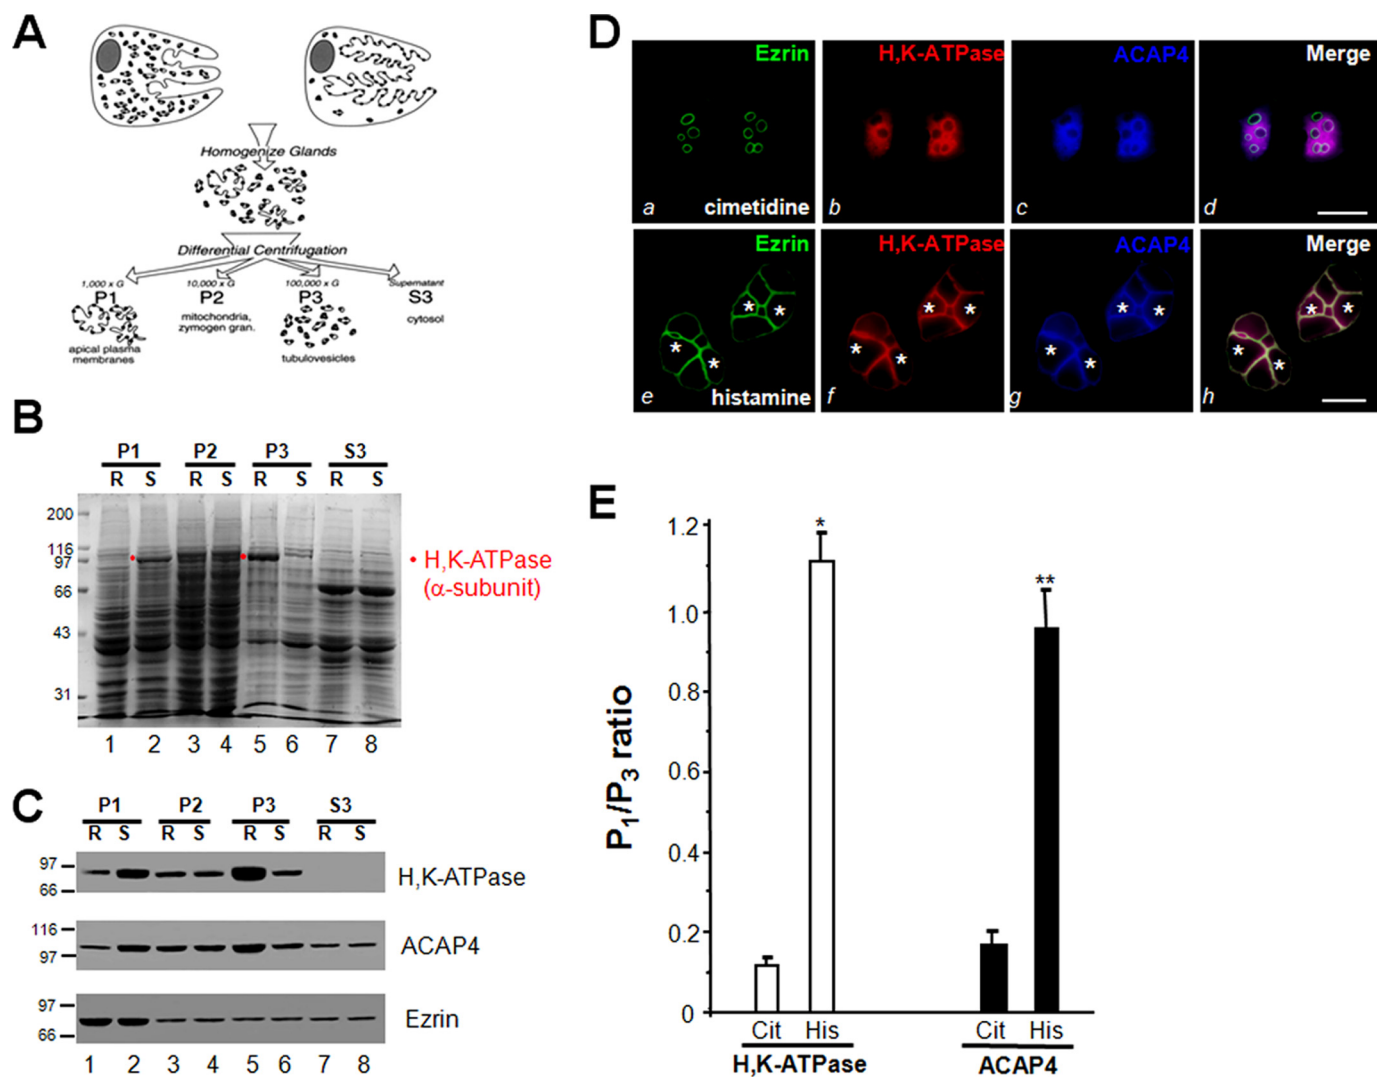 A
Homogenize Glands
Differential Centrifugation
1,000 x G
10,000 x G
100,000 x G
Supernatant
P1
P2
P3
S3
apical plasma
membranes
mitochondria,
zymogen gran.
tubulovesicles
cytosol
B
P1 P2 P3 S3
R S R S R S R S
200
116
97
66
43
31
• H,K-ATPase
(α-subunit)
1 2 3 4 5 6 7 8
C
P1 P2 P3 S3
R S R S R S R S
97
66
H,K-ATPase
116
97
ACAP4
97
66
Ezrin
1 2 3 4 5 6 7 8
D
Ezrin H,K-ATPase ACAP4 Merge
a cimetidine b c d
Ezrin H,K-ATPase ACAP4 Merge
* * * * * * * *
* * * * * * * *
e histamine f g h
E
P1/P3 ratio
1.2
1.0
0.8
0.6
0.4
0.2
0
*
**
Cit His Cit His
H,K-ATPase ACAP4